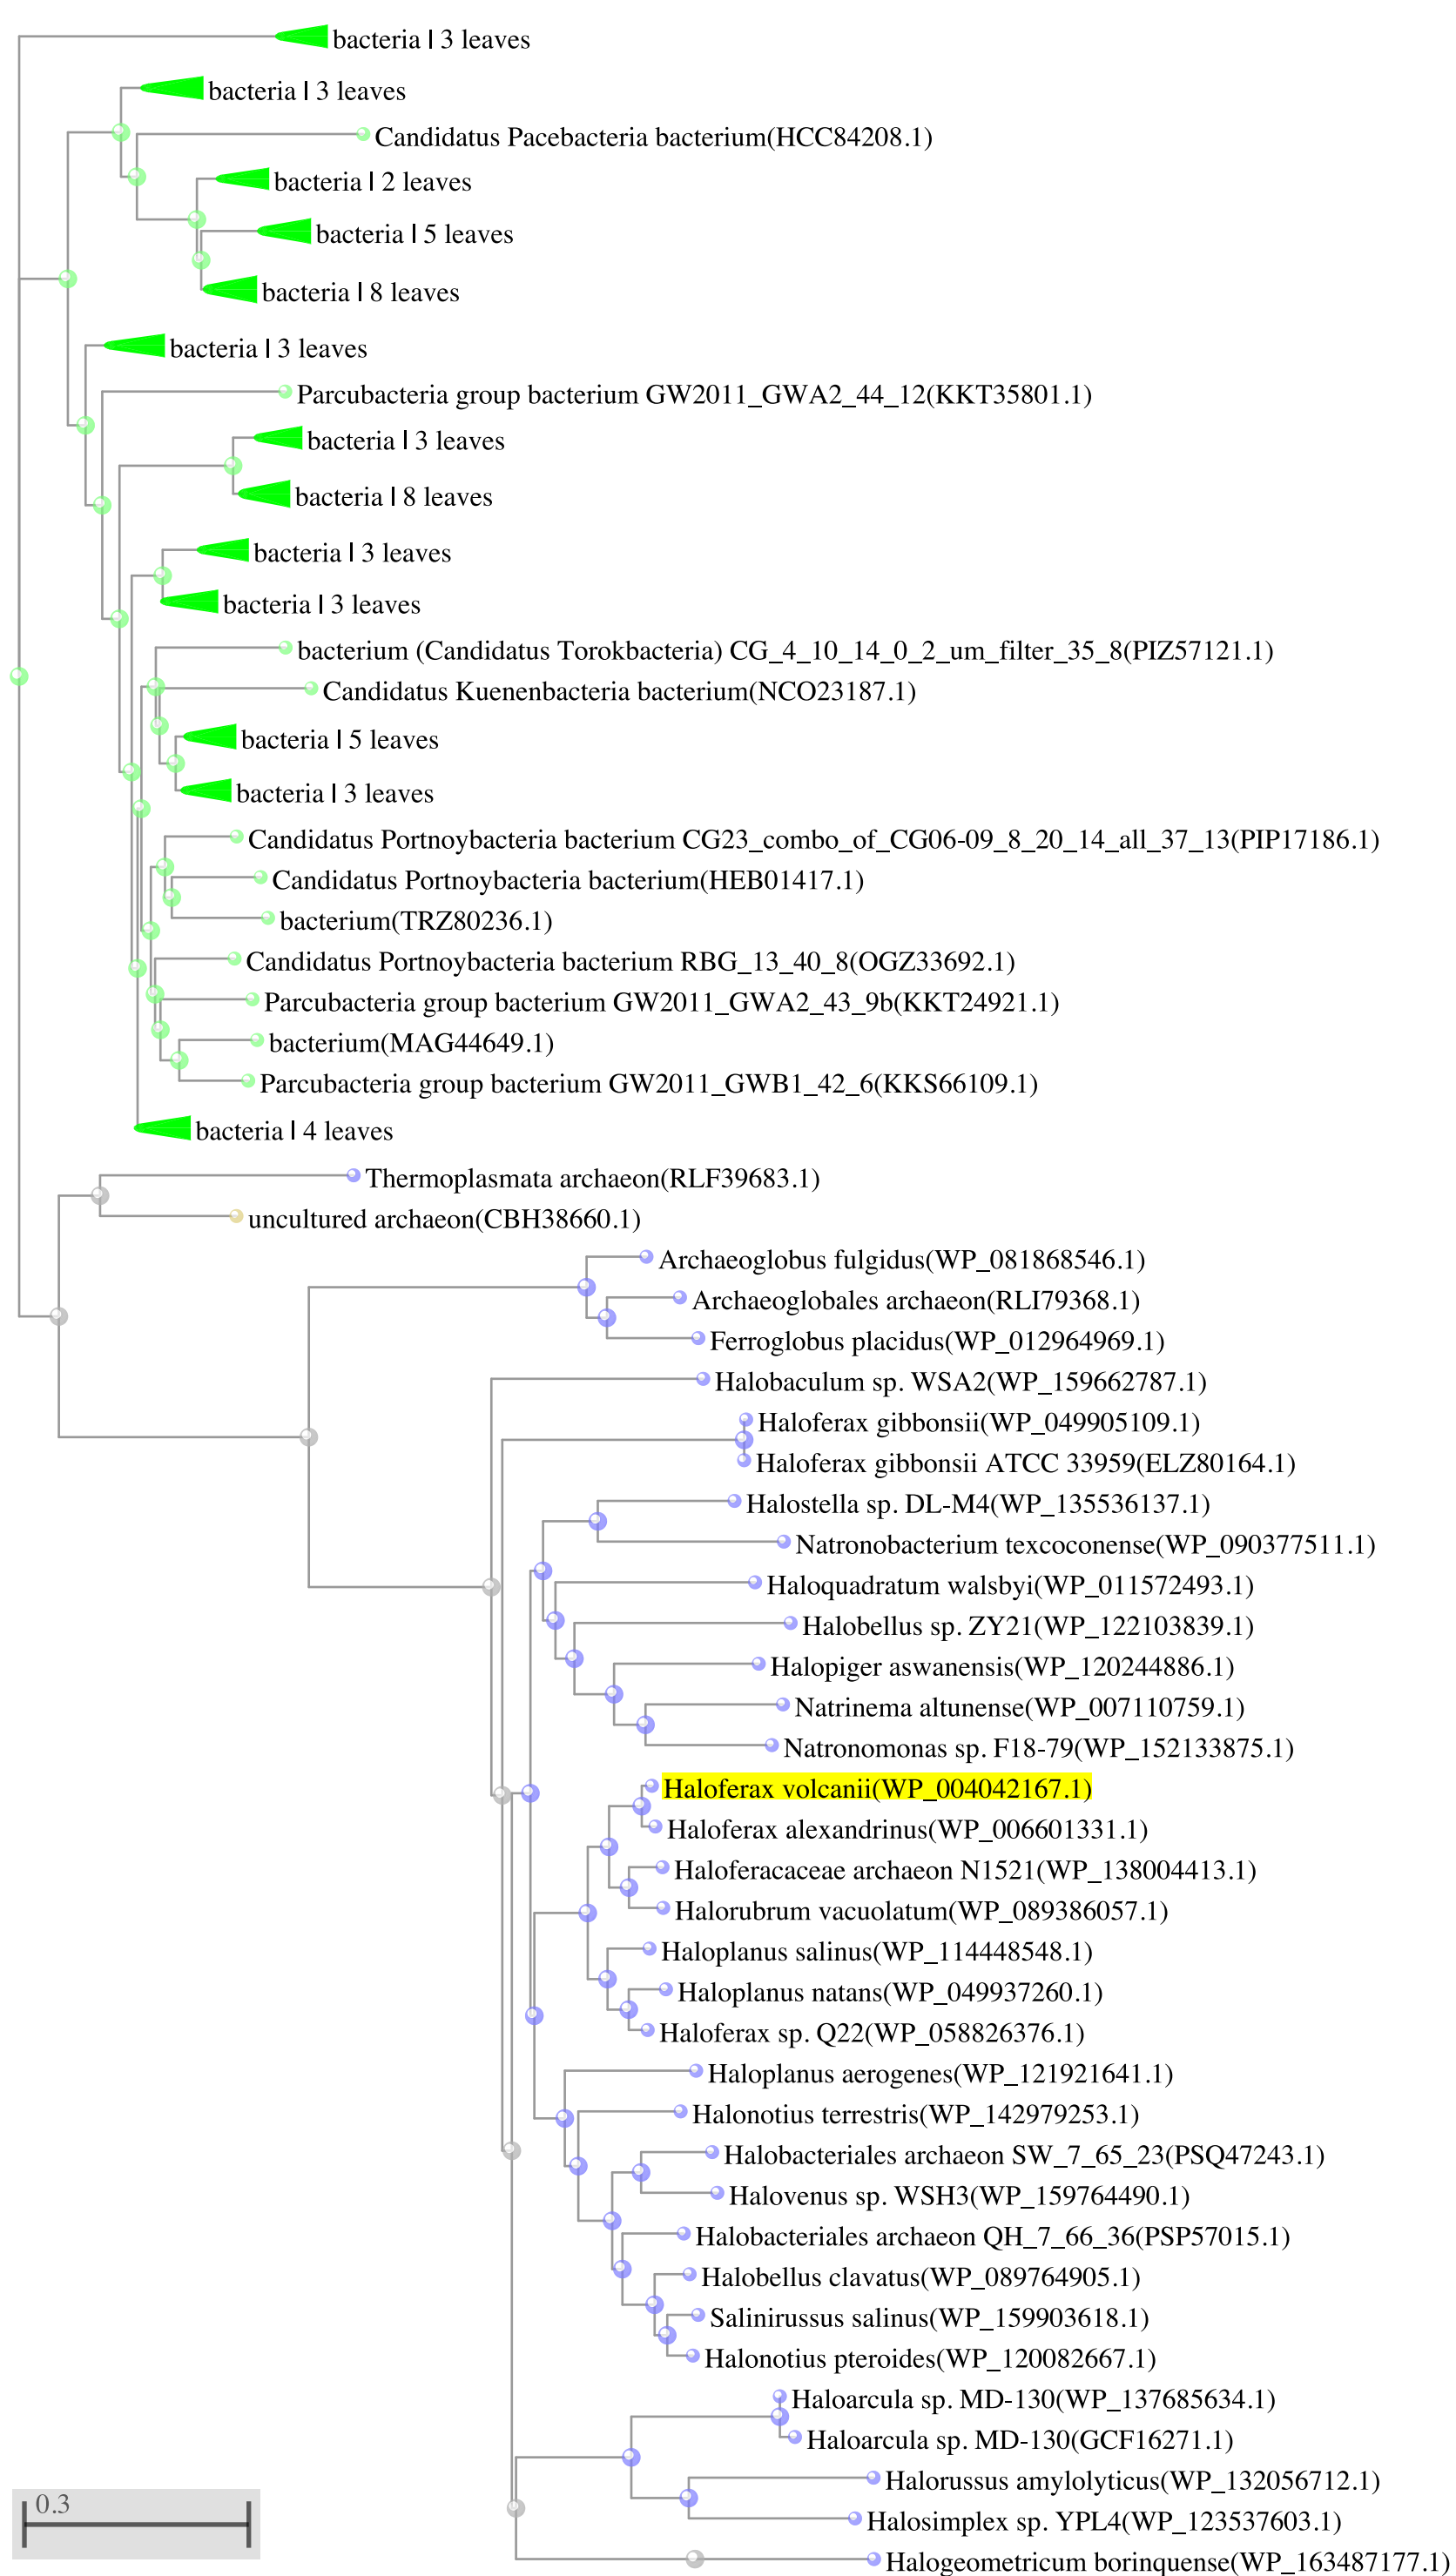 bacteria | 3 leaves
bacteria | 3 leaves
Candidatus Pacebacteria bacterium(HCC84208.1)
bacteria | 2 leaves
bacteria | 5 leaves
bacteria | 8 leaves
bacteria | 3 leaves
Parcubacteria group bacterium GW2011_GWA2_44_12(KKT35801.1)
bacteria | 3 leaves
bacteria | 8 leaves
bacteria | 3 leaves
bacteria | 3 leaves
bacterium (Candidatus Torokbacteria) CG_4_10_14_0_2_um_filter_35_8(PIZ57121.1)
Candidatus Kuenenbacteria bacterium(NCO23187.1)
bacteria | 5 leaves
bacteria | 3 leaves
Candidatus Portnoybacteria bacterium CG23_combo_of_CG06-09_8_20_14_all_37_13(PIP17186.1)
Candidatus Portnoybacteria bacterium(HEB01417.1)
bacterium(TRZ80236.1)
Candidatus Portnoybacteria bacterium RBG_13_40_8(OGZ33692.1)
Parcubacteria group bacterium GW2011_GWA2_43_9b(KKT24921.1)
bacterium(MAG44649.1)
Parcubacteria group bacterium GW2011_GWB1_42_6(KKS66109.1)
bacteria | 4 leaves
Thermoplasmata archaeon(RLF39683.1)
uncultured archaeon(CBH38660.1)
Archaeoglobus fulgidus(WP_081868546.1)
Archaeoglobales archaeon(RLI79368.1)
Ferroglobus placidus(WP_012964969.1)
Halobaculum sp. WSA2(WP_159662787.1)
Haloferax gibbonsii(WP_049905109.1)
Haloferax gibbonsii ATCC 33959(ELZ80164.1)
Halostella sp. DL-M4(WP_135536137.1)
Natronobacterium texcoconense(WP_090377511.1)
Haloquadratum walsbyi(WP_011572493.1)
Halobellus sp. ZY21(WP_122103839.1)
Halopiger aswanensis(WP_120244886.1)
Natrinema altunense(WP_007110759.1)
Natronomonas sp. F18-79(WP_152133875.1)
Haloferax volcanii(WP_004042167.1)
Haloferax alexandrinus(WP_006601331.1)
Haloferacaceae archaeon N1521(WP_138004413.1)
Halorubrum vacuolatum(WP_089386057.1)
Haloplanus salinus(WP_114448548.1)
Haloplanus natans(WP_049937260.1)
Haloferax sp. Q22(WP_058826376.1)
Haloplanus aerogenes(WP_121921641.1)
Halonotius terrestris(WP_142979253.1)
Halobacteriales archaeon SW_7_65_23(PSQ47243.1)
Halovenus sp. WSH3(WP_159764490.1)
Halobacteriales archaeon QH_7_66_36(PSP57015.1)
Halobellus clavatus(WP_089764905.1)
Salinirussus salinus(WP_159903618.1)
Halonotius pteroides(WP_120082667.1)
Haloarcula sp. MD-130(WP_137685634.1)
Haloarcula sp. MD-130(GCF16271.1)
Halorussus amylolyticus(WP_132056712.1)
Halosimplex sp. YPL4(WP_123537603.1)
Halogeometricum borinquense(WP_163487177.1)
0.3